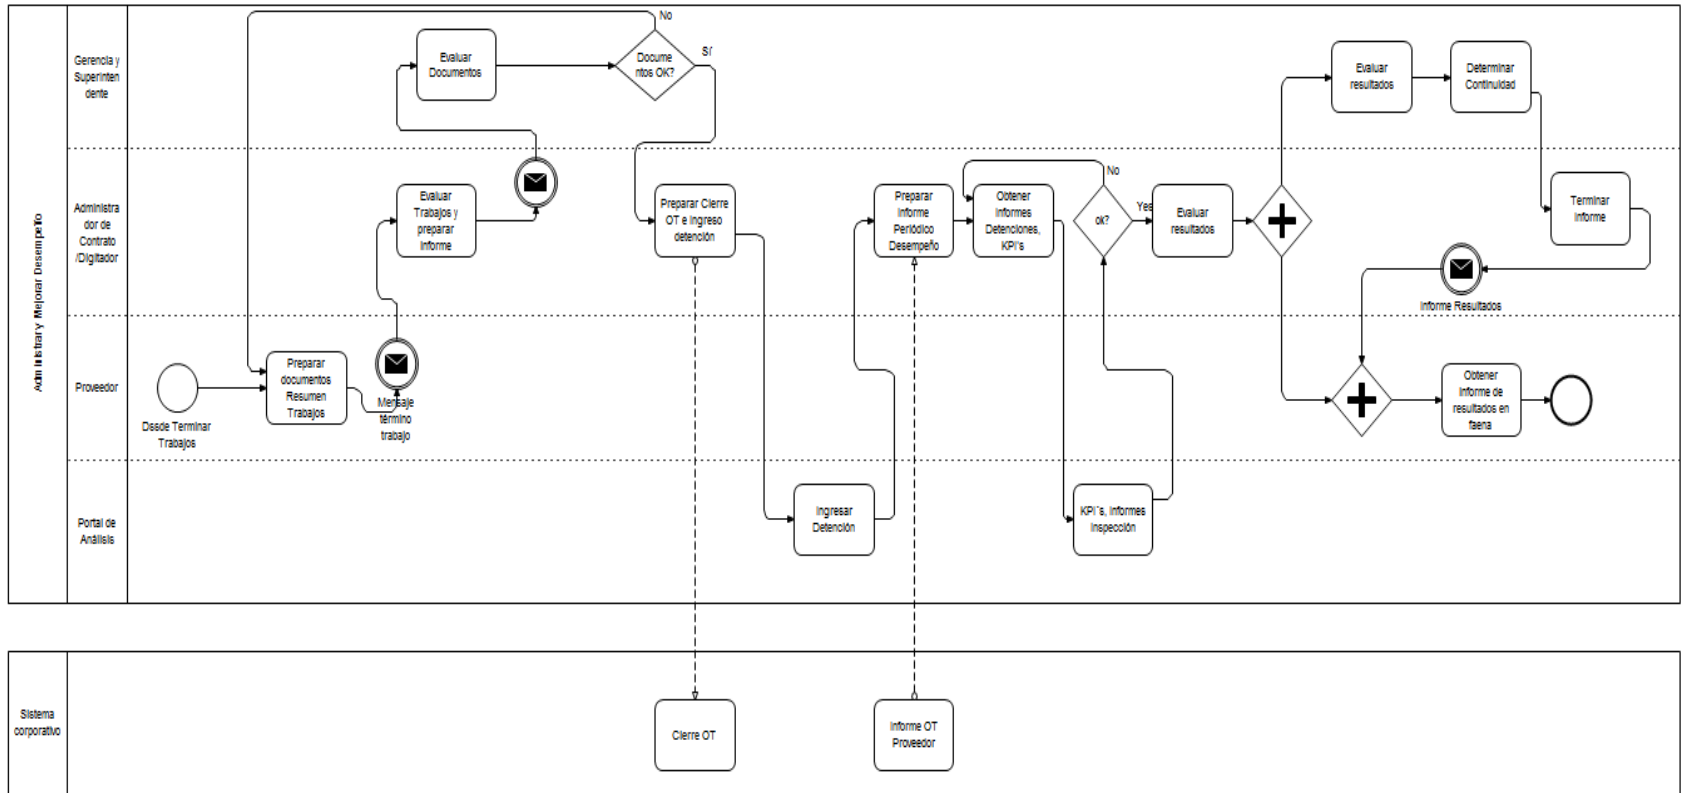 Administrar y Mejorar Desempeño
Gerencia y
Superinten
dente
Evaluar
Documentos
No
Docume
ntos OK?
Sí
Evaluar
resultados
Determinar
Continuidad
Administra
dor de
Contrato
/Digitador
Evaluar
Trabajos y
preparar
Informe
Preparar Cierre
OT e ingreso
detención
Preparar
Informe
Periódico
Desempeño
Obtener
Informes
Detenciones,
KPI's
No
ok?
Yes
Evaluar
resultados
Terminar
Informe
Informe Resultados
Proveedor
Desde Terminar
Trabajos
Preparar
documentos
Resumen
Trabajos
Mensaje
término
trabajo
Obtener
Informe de
resultados en
faena
Portal de
Análisis
Ingresar
Detención
KPI´s, Informes
Inspección
Sistema
corporativo
Cierre OT
Informe OT
Proveedor